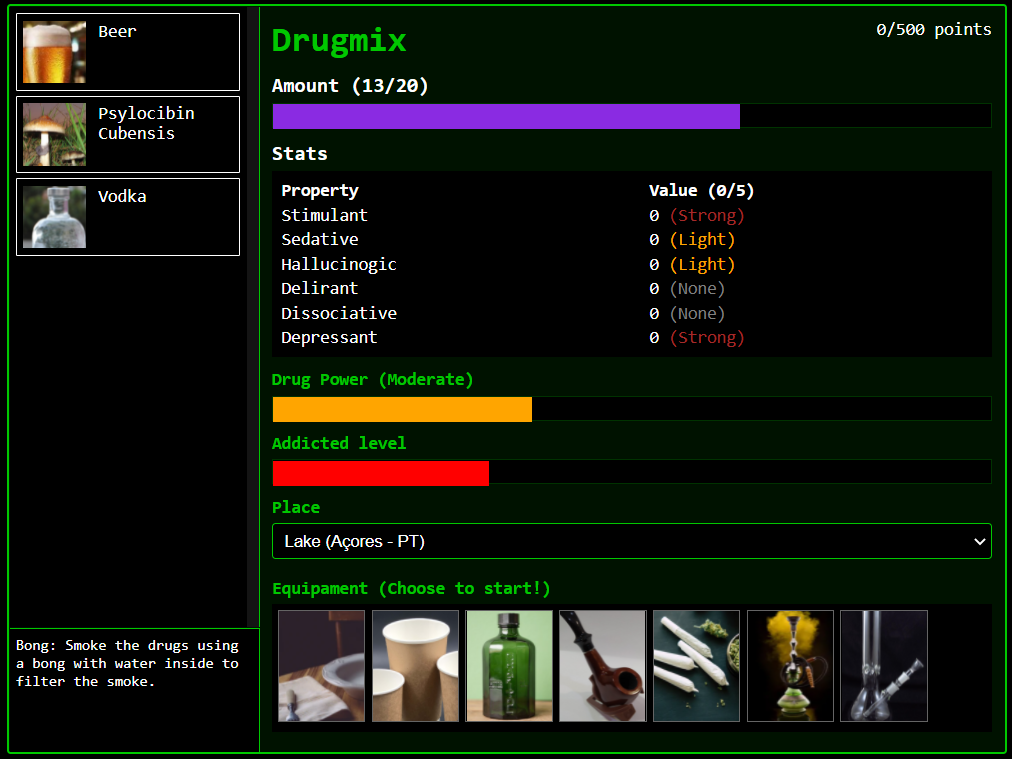 Beer
Psylocibin
Cubensis
Vodka
Bong: Smoke the drugs using
a bong with water inside to
filter the smoke.
Drugmix
0/500 points
Amount (13/20)
Stats
Property Value (0/5)
Stimulant 0 (Strong)
Sedative 0 (Light)
Hallucinogic 0 (Light)
Delirant 0 (None)
Dissociative 0 (None)
Depressant 0 (Strong)
Drug Power (Moderate)
Addicted level
Place
Lake (Açores - PT)
Equipament (Choose to start!)